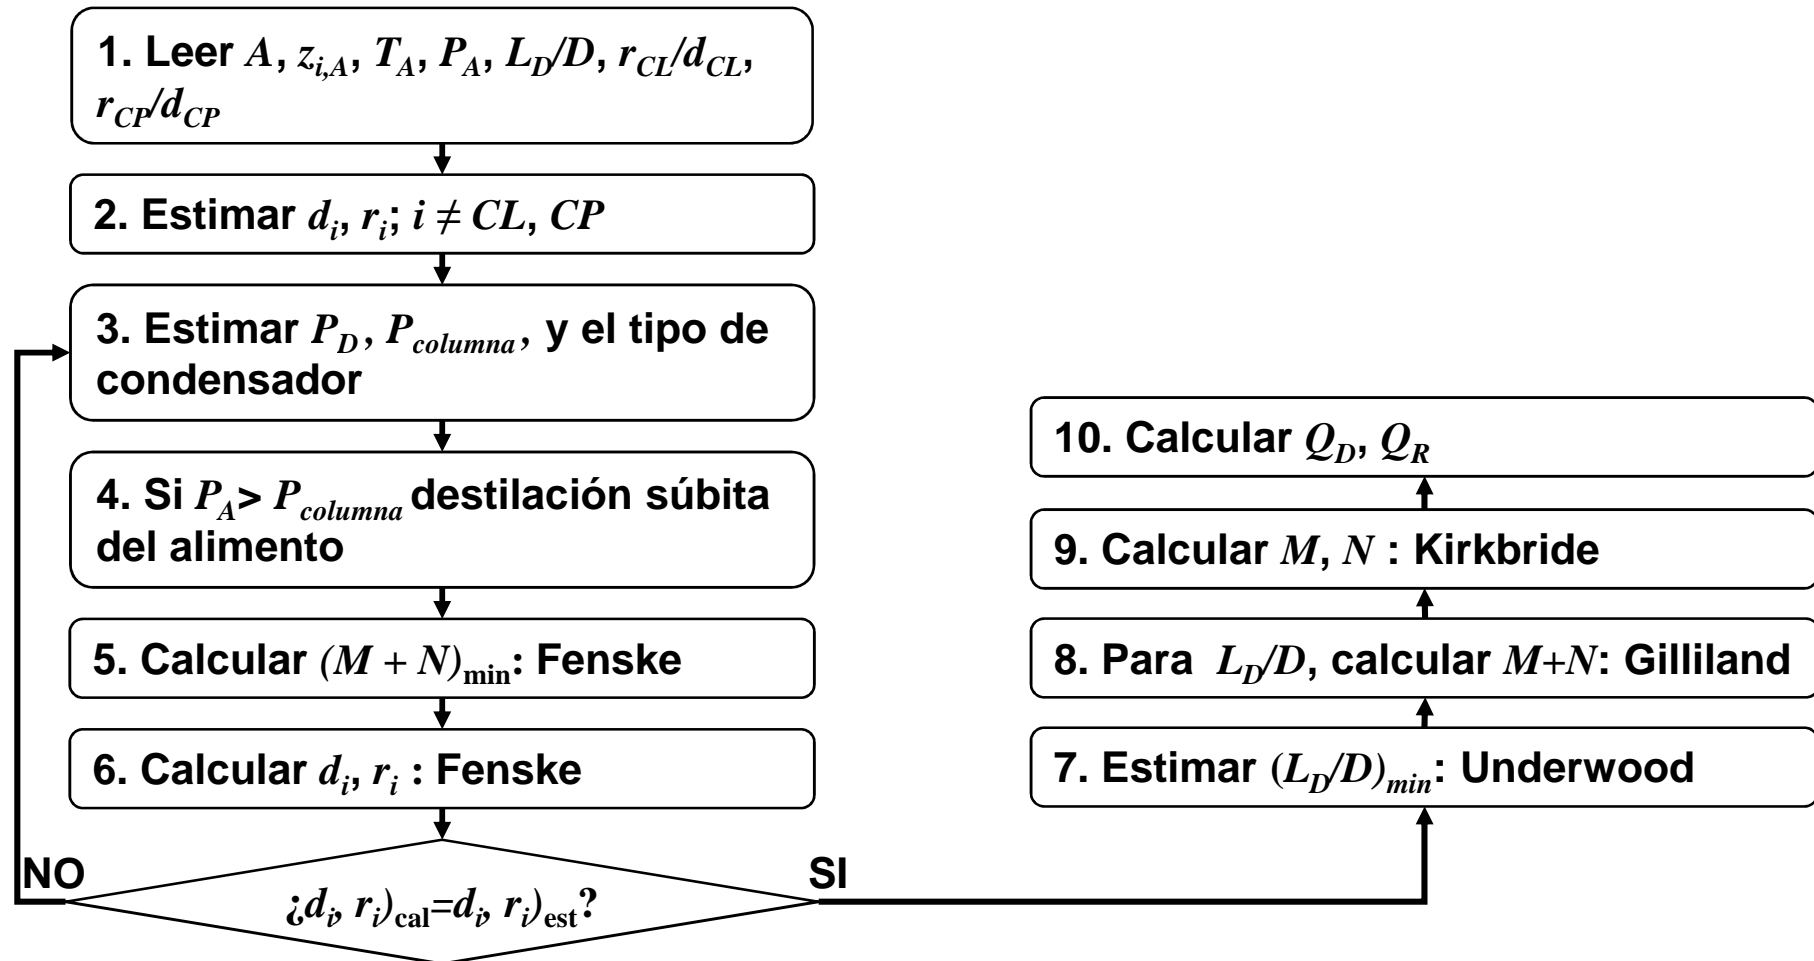 1. Leer A, z_{i,A}, T_A, P_A, L_D/D, r_{CL}/d_{CL},
r_{CP}/d_{CP}
2. Estimar d_i, r_i; i ≠ CL, CP
3. Estimar P_D, P_{columna}, y el tipo de
condensador
4. Si P_A> P_{columna} destilación súbita
del alimento
5. Calcular (M + N)_{min}: Fenske
6. Calcular d_i, r_i : Fenske
NO
¿d_i, r_i)_{cal}=d_i, r_i)_{est}?
SI
7. Estimar (L_D/D)_{min}: Underwood
8. Para L_D/D, calcular M+N: Gilliland
9. Calcular M, N : Kirkbride
10. Calcular Q_D, Q_R